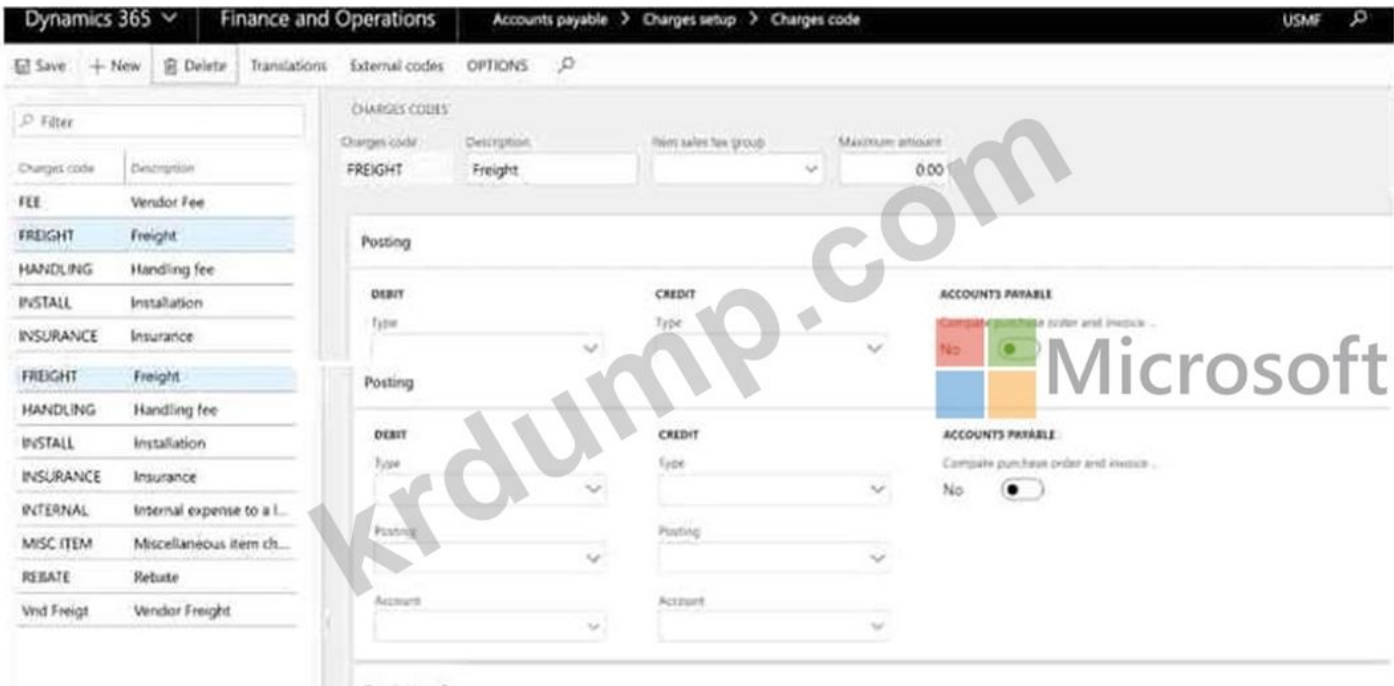 Dynamics 365 Finance and Operations Accounts payable > Charges setup > Charges code USMF
Save + New Delete Translations External codes OPTIONS
Filter
Charges code Description
FEE Vendor Fee
FREIGHT Freight
HANDLING Handling fee
INSTALL Installation
INSURANCE Insurance
FREIGHT Freight
HANDLING Handling fee
INSTALL Installation
INSURANCE Insurance
INTERNAL Internal expense to a l...
MISC ITEM Miscellaneous item ch...
REBATE Rebate
Vnd Freigt Vendor Freight
CHARGES CODES
Charges code Description Item sales tax group Maximum amount
FREIGHT Freight 0.00
Posting
DEBIT CREDIT ACCOUNTS PAYABLE
Type Type Compare purchase order and invoice ...
No
Posting
DEBIT CREDIT ACCOUNTS PAYABLE
Type Type Compare purchase order and invoice ...
No
Posting Posting
Account Account
Microsoft
krdump.com